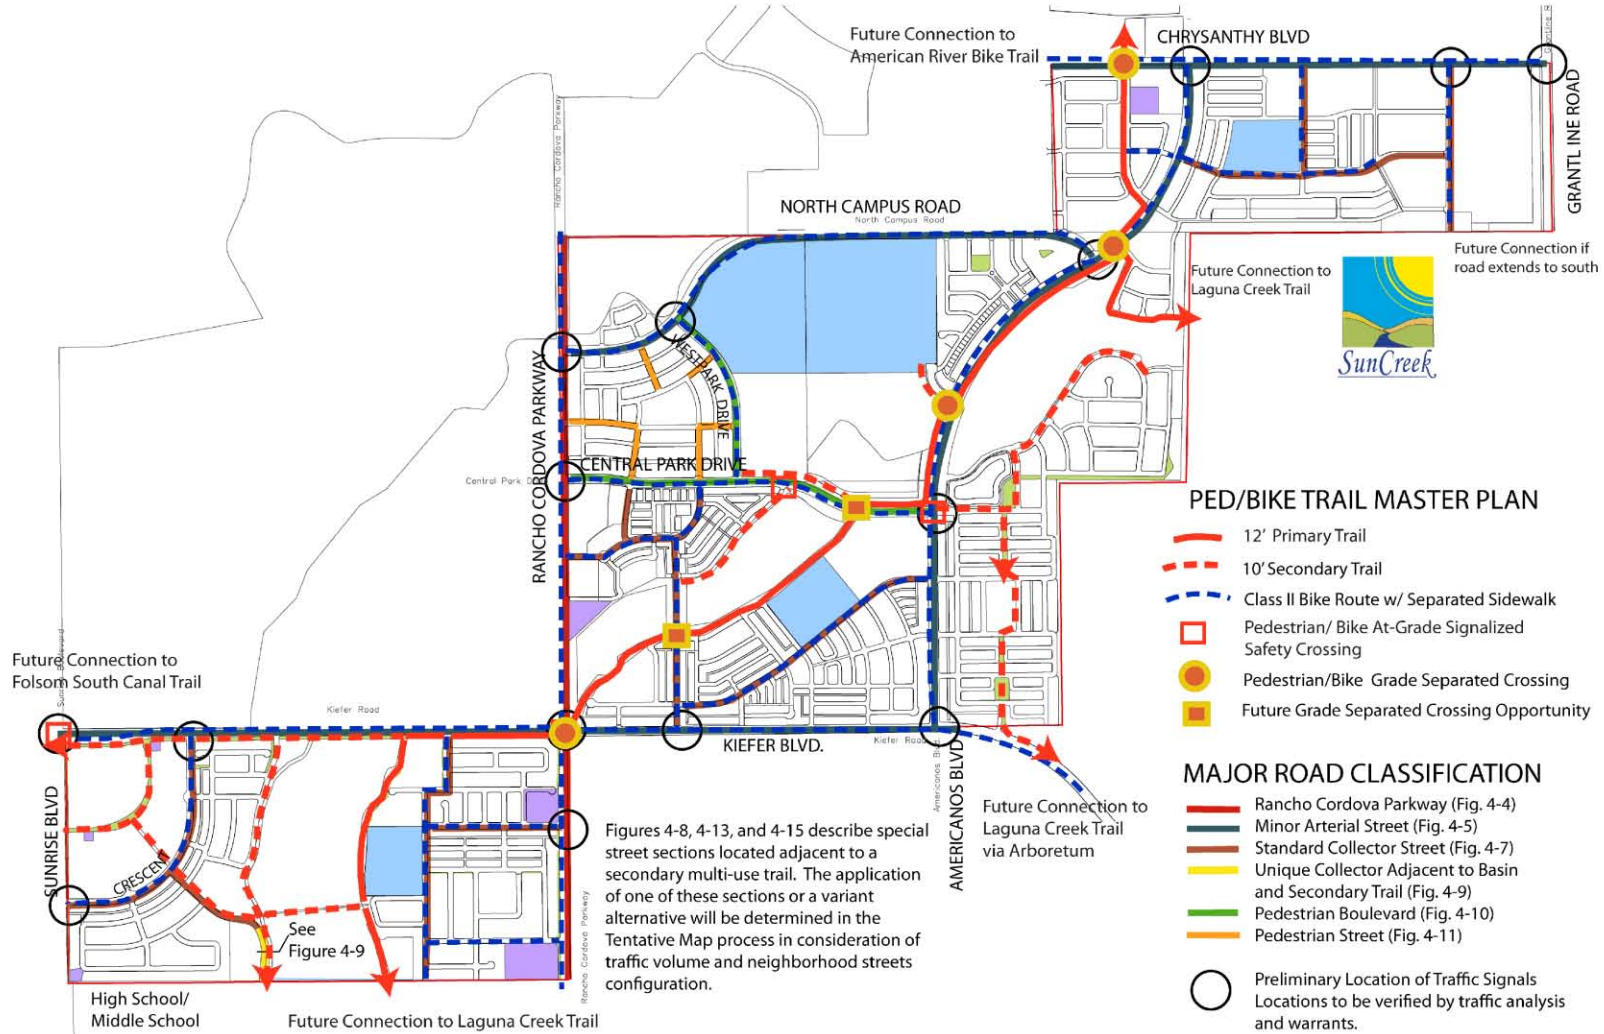 Future Connection to
American River Bike Trail
CHRYSANTHY BLVD
GRANTL INE ROAD
Rancho Cordova Parkway
NORTH CAMPUS ROAD
North Campus Road
Future Connection to
Laguna Creek Trail
Future Connection if
road extends to south
SunCreek
WESTPARK DRIVE
RANCHO CORDOVA PARKWAY
CENTRAL PARK DRIVE
Central Park D
PED/BIKE TRAIL MASTER PLAN
12' Primary Trail
10' Secondary Trail
Class II Bike Route w/ Separated Sidewalk
Pedestrian/ Bike At-Grade Signalized
Safety Crossing
Pedestrian/Bike Grade Separated Crossing
Future Grade Separated Crossing Opportunity
Future Connection to
Folsom South Canal Trail
Kiefer Road
KIEFER BLVD.
Kiefer Road
AMERICANOS BLVD
Americanos Blvd
Future Connection to
Laguna Creek Trail
via Arboretum
MAJOR ROAD CLASSIFICATION
Rancho Cordova Parkway (Fig. 4-4)
Minor Arterial Street (Fig. 4-5)
Standard Collector Street (Fig. 4-7)
Unique Collector Adjacent to Basin
and Secondary Trail (Fig. 4-9)
Pedestrian Boulevard (Fig. 4-10)
Pedestrian Street (Fig. 4-11)
Preliminary Location of Traffic Signals
Locations to be verified by traffic analysis
and warrants.
SUNRISE BLVD
CRESCENT
See
Figure 4-9
Figures 4-8, 4-13, and 4-15 describe special
street sections located adjacent to a
secondary multi-use trail. The application
of one of these sections or a variant
alternative will be determined in the
Tentative Map process in consideration of
traffic volume and neighborhood streets
configuration.
Rancho Cordova Parkway
High School/
Middle School
Future Connection to Laguna Creek Trail